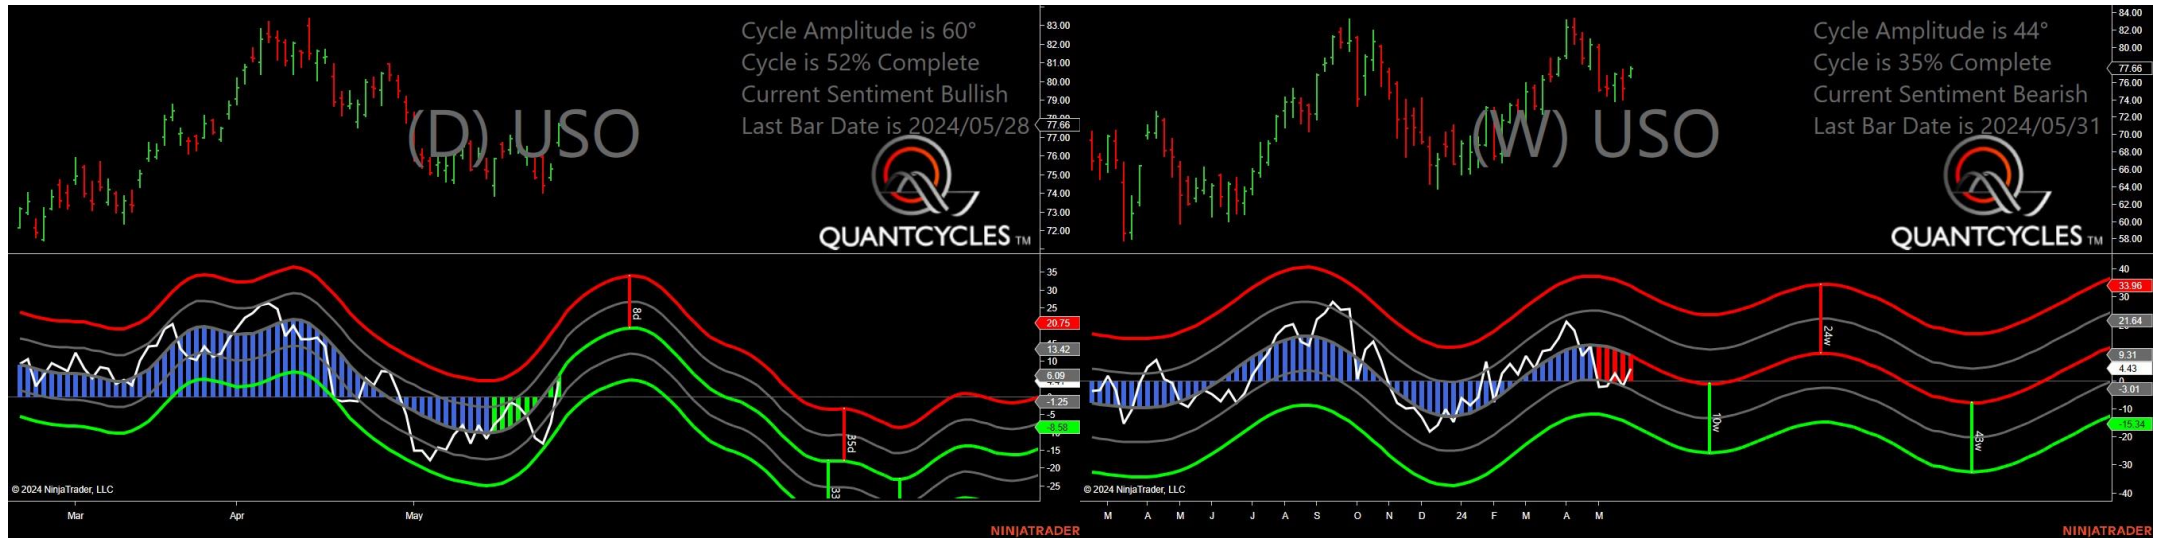 Cycle Amplitude is 60°
Cycle is 52% Complete
Current Sentiment Bullish
Last Bar Date is 2024/05/28
(D) USO
QUANTCYCLES TM
83.00
82.00
81.00
80.00
79.00
78.00
77.66
77.00
76.00
75.00
74.00
73.00
72.00
35
30
25
20.75
15
13.42
10
6.09
-1.25
-5
-8.58
-15
-20
-25
8d
35d
33
© 2024 NinjaTrader, LLC
Mar Apr May
NINJATRADER
Cycle Amplitude is 44°
Cycle is 35% Complete
Current Sentiment Bearish
Last Bar Date is 2024/05/31
(W) USO
QUANTCYCLES TM
84.00
82.00
80.00
77.66
76.00
74.00
72.00
70.00
68.00
66.00
64.00
62.00
60.00
58.00
40
33.96
30
21.64
9.31
4.43
-3.01
-10
-15.34
-20
-30
-40
24w
10w
43w
© 2024 NinjaTrader, LLC
M A M J J A S O N D 24 F M A M
NINJATRADER